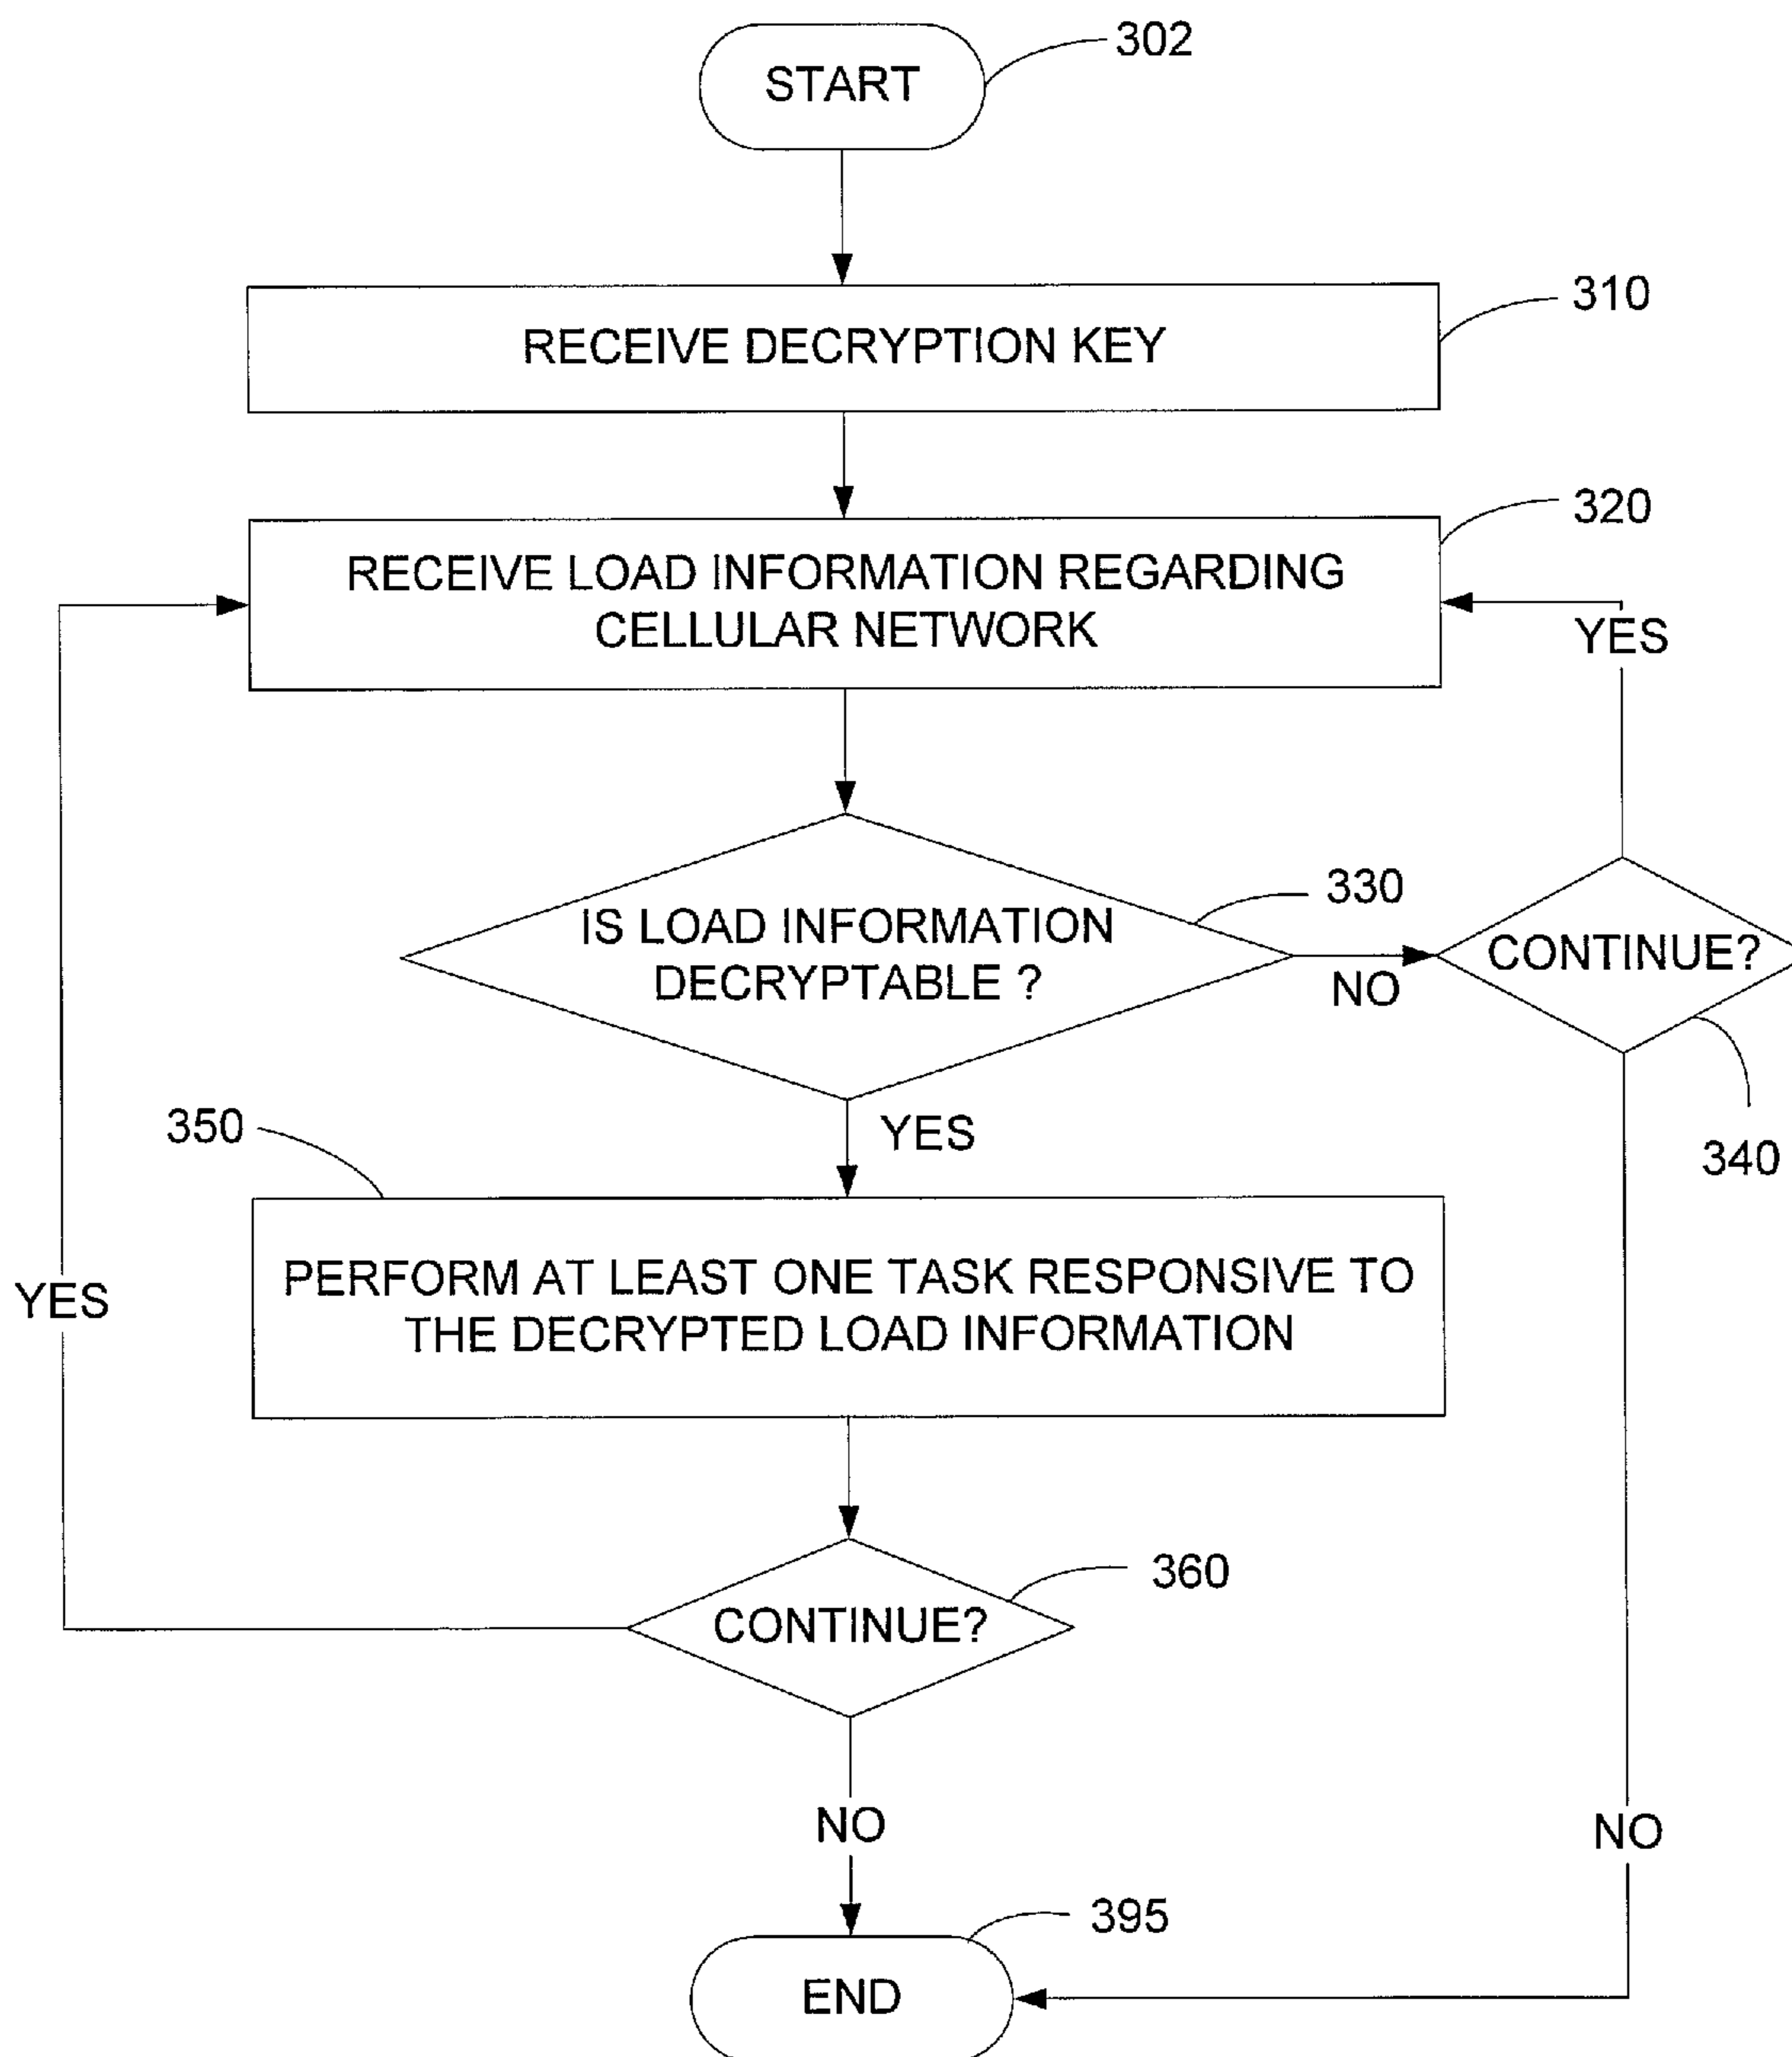 START
302
RECEIVE DECRYPTION KEY
310
RECEIVE LOAD INFORMATION REGARDING
CELLULAR NETWORK
320
YES
IS LOAD INFORMATION
DECRYPTABLE ?
330
NO
CONTINUE?
340
YES
350
PERFORM AT LEAST ONE TASK RESPONSIVE TO
THE DECRYPTED LOAD INFORMATION
YES
CONTINUE?
360
NO
NO
END
395